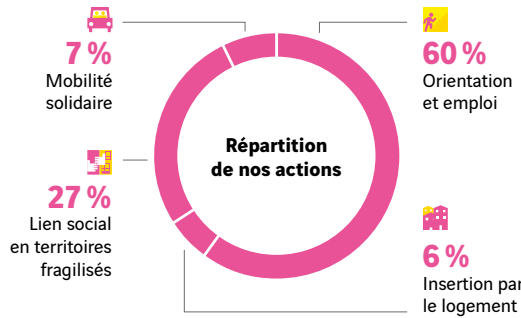 7 %
Mobilité
solidaire
60 %
Orientation
et emploi
Répartition
de nos actions
27 %
Lien social
en territoires
fragilisés
6 %
Insertion par
le logement